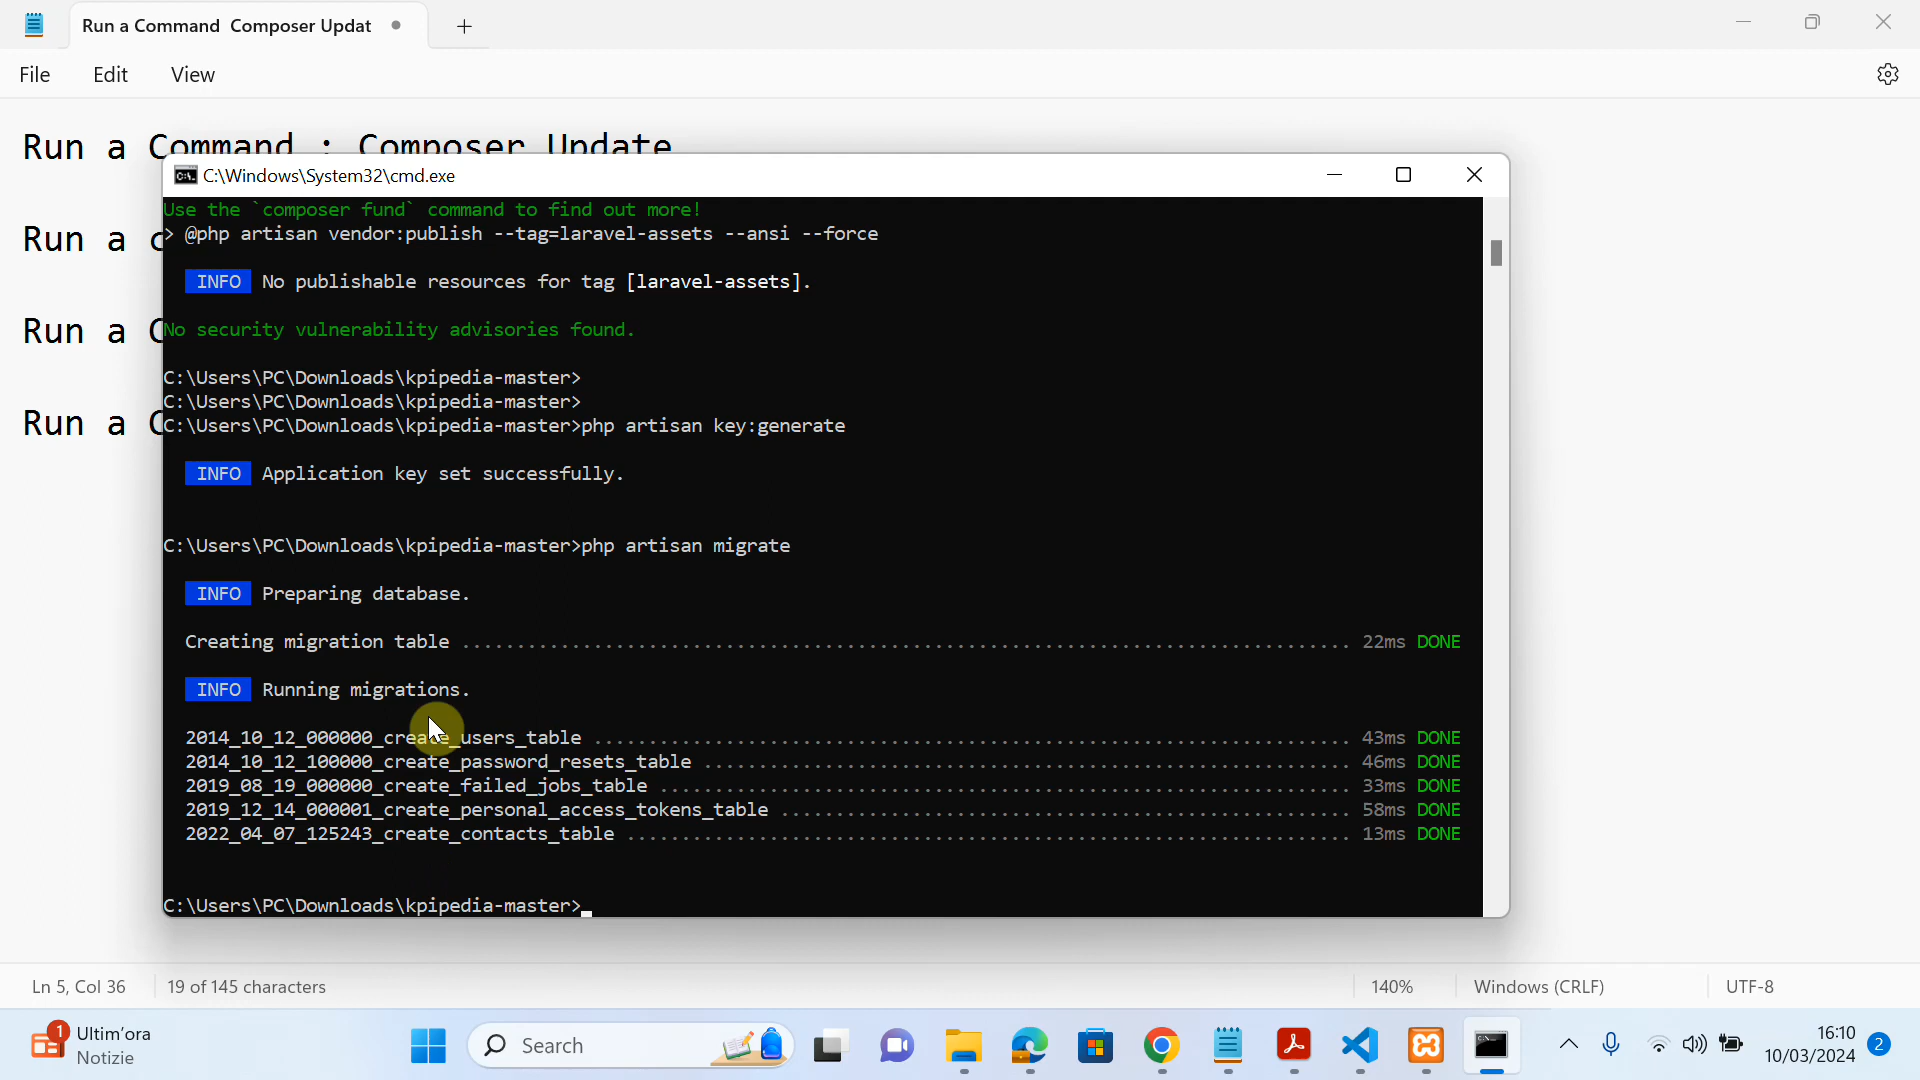 Run a Command Composer Updat
File Edit View
Run a Command : Composer Update
C:\Windows\System32\cmd.exe
Use the `composer fund` command to find out more!
Run a c
> @php artisan vendor:publish --tag=laravel-assets --ansi --force
INFO No publishable resources for tag [laravel-assets].
Run a C
No security vulnerability advisories found.
C:\Users\PC\Downloads\kpipedia-master>
C:\Users\PC\Downloads\kpipedia-master>
Run a C
C:\Users\PC\Downloads\kpipedia-master>php artisan key:generate
INFO Application key set successfully.
C:\Users\PC\Downloads\kpipedia-master>php artisan migrate
INFO Preparing database.
Creating migration table ................................................................................. 22ms DONE
INFO Running migrations.
2014_10_12_000000_create_users_table ..................................................................... 43ms DONE
2014_10_12_100000_create_password_resets_table ........................................................... 46ms DONE
2019_08_19_000000_create_failed_jobs_table ............................................................... 33ms DONE
2019_12_14_000001_create_personal_access_tokens_table .................................................... 58ms DONE
2022_04_07_125243_create_contacts_table .................................................................. 13ms DONE
C:\Users\PC\Downloads\kpipedia-master>
Ln 5, Col 36 19 of 145 characters 140% Windows (CRLF) UTF-8
1 Ultim'ora
Notizie
Search
16:10
10/03/2024 2